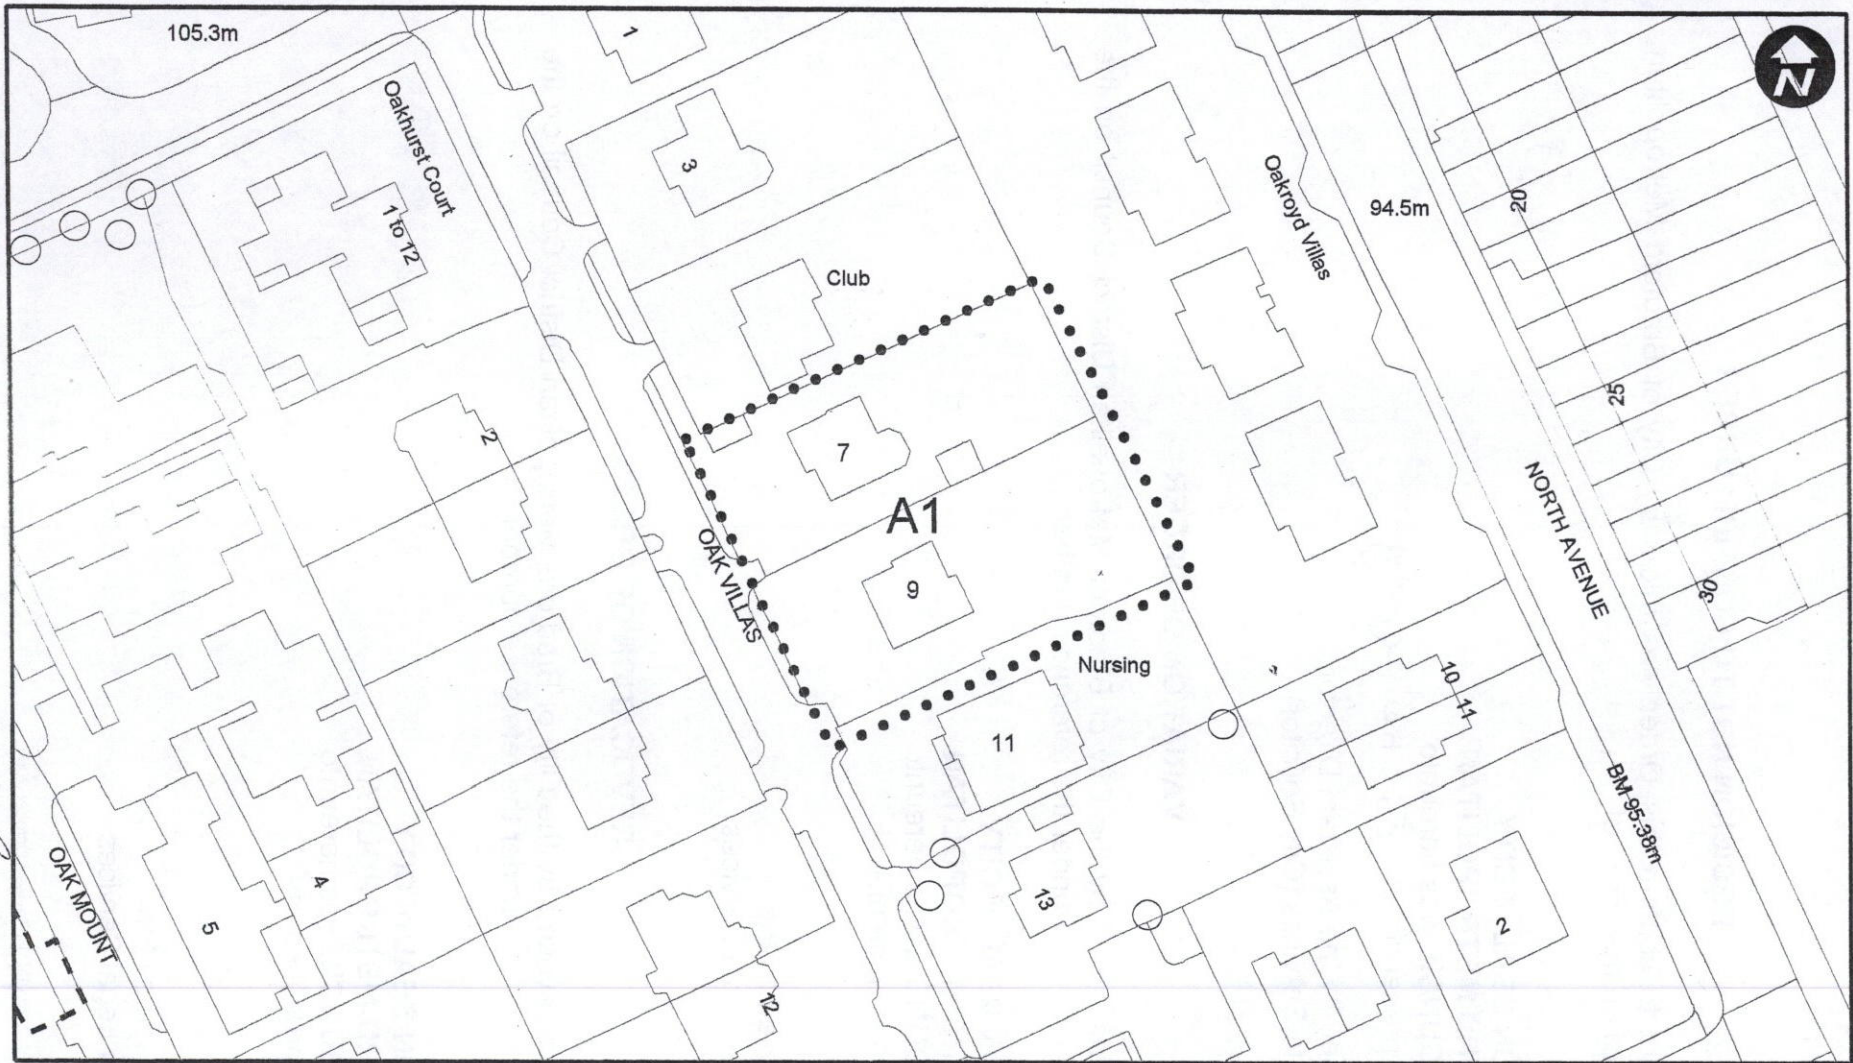 105.3m
1
N
Oakhurst Court
1 to 12
3
Oakroyd Villas
94.5m
20
Club
25
2
7
A1
OAK VILLAS
9
NORTH AVENUE
30
Nursing
10
11
11
BM 95.38m
OAK MOUNT
4
5
13
2
12